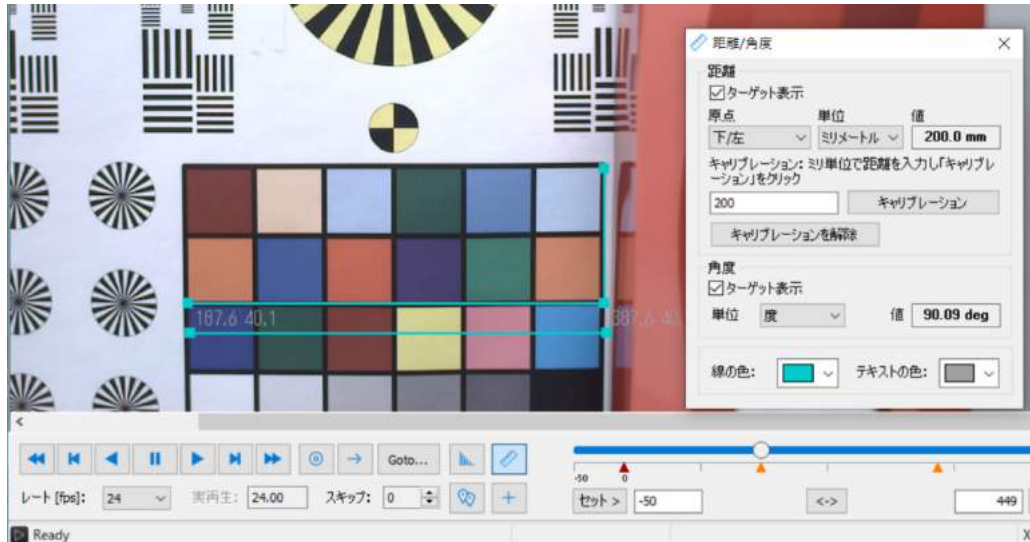 距離/角度
距離
ターゲット表示
原点 単位 値
下/左 ミリメートル 200.0 mm
キャリブレーション: ミリ単位で距離を入力し「キャリブレ
ーション」をクリック
200 キャリブレーション
キャリブレーションを解除
角度
ターゲット表示
単位 度 値 90.09 deg
線の色: テキストの色:
187.6 40.1
387.6 40.
Goto...
-50 0
レート [fps]: 24 実再生: 24.00 スキップ: 0 セット > -50 <-> 449
Ready X